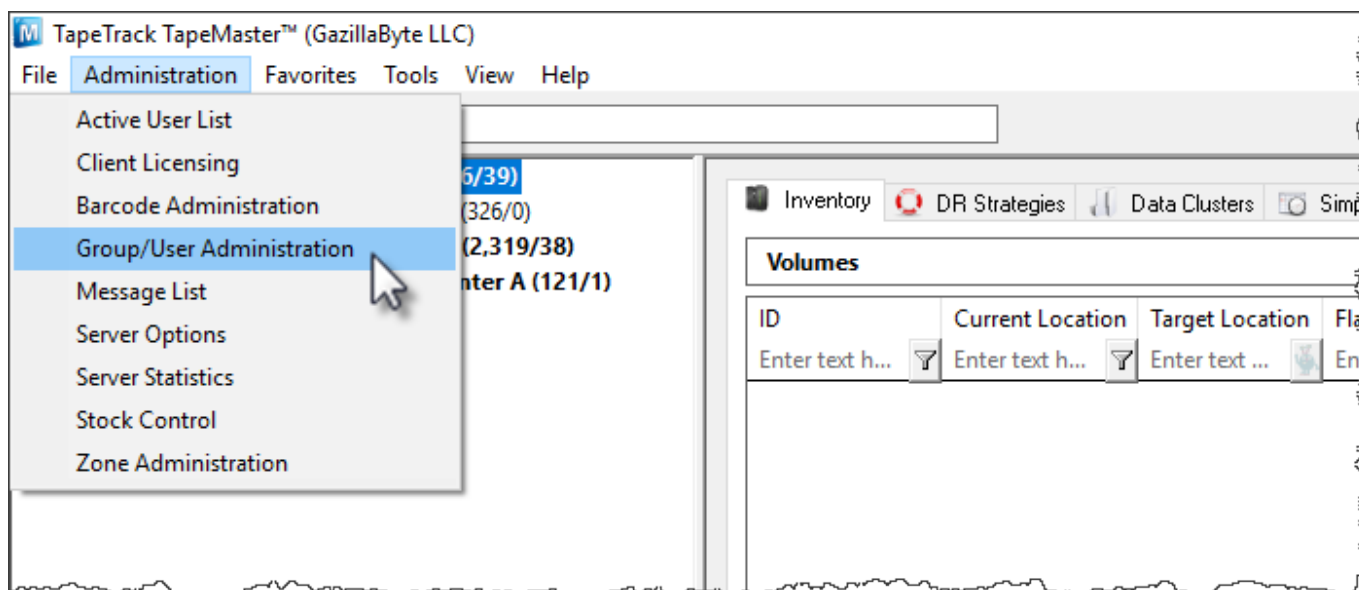 TapeTrack TapeMaster™ (GazillaByte LLC)
File Administration Favorites Tools View Help
Active User List
Client Licensing
Barcode Administration
Group/User Administration
Message List
Server Options
Server Statistics
Stock Control
Zone Administration
6/39)
(326/0)
(2,319/38)
nter A (121/1)
Inventory DR Strategies Data Clusters Simp
Volumes
ID Current Location Target Location Fla
Enter text h... Enter text h... Enter text ... En